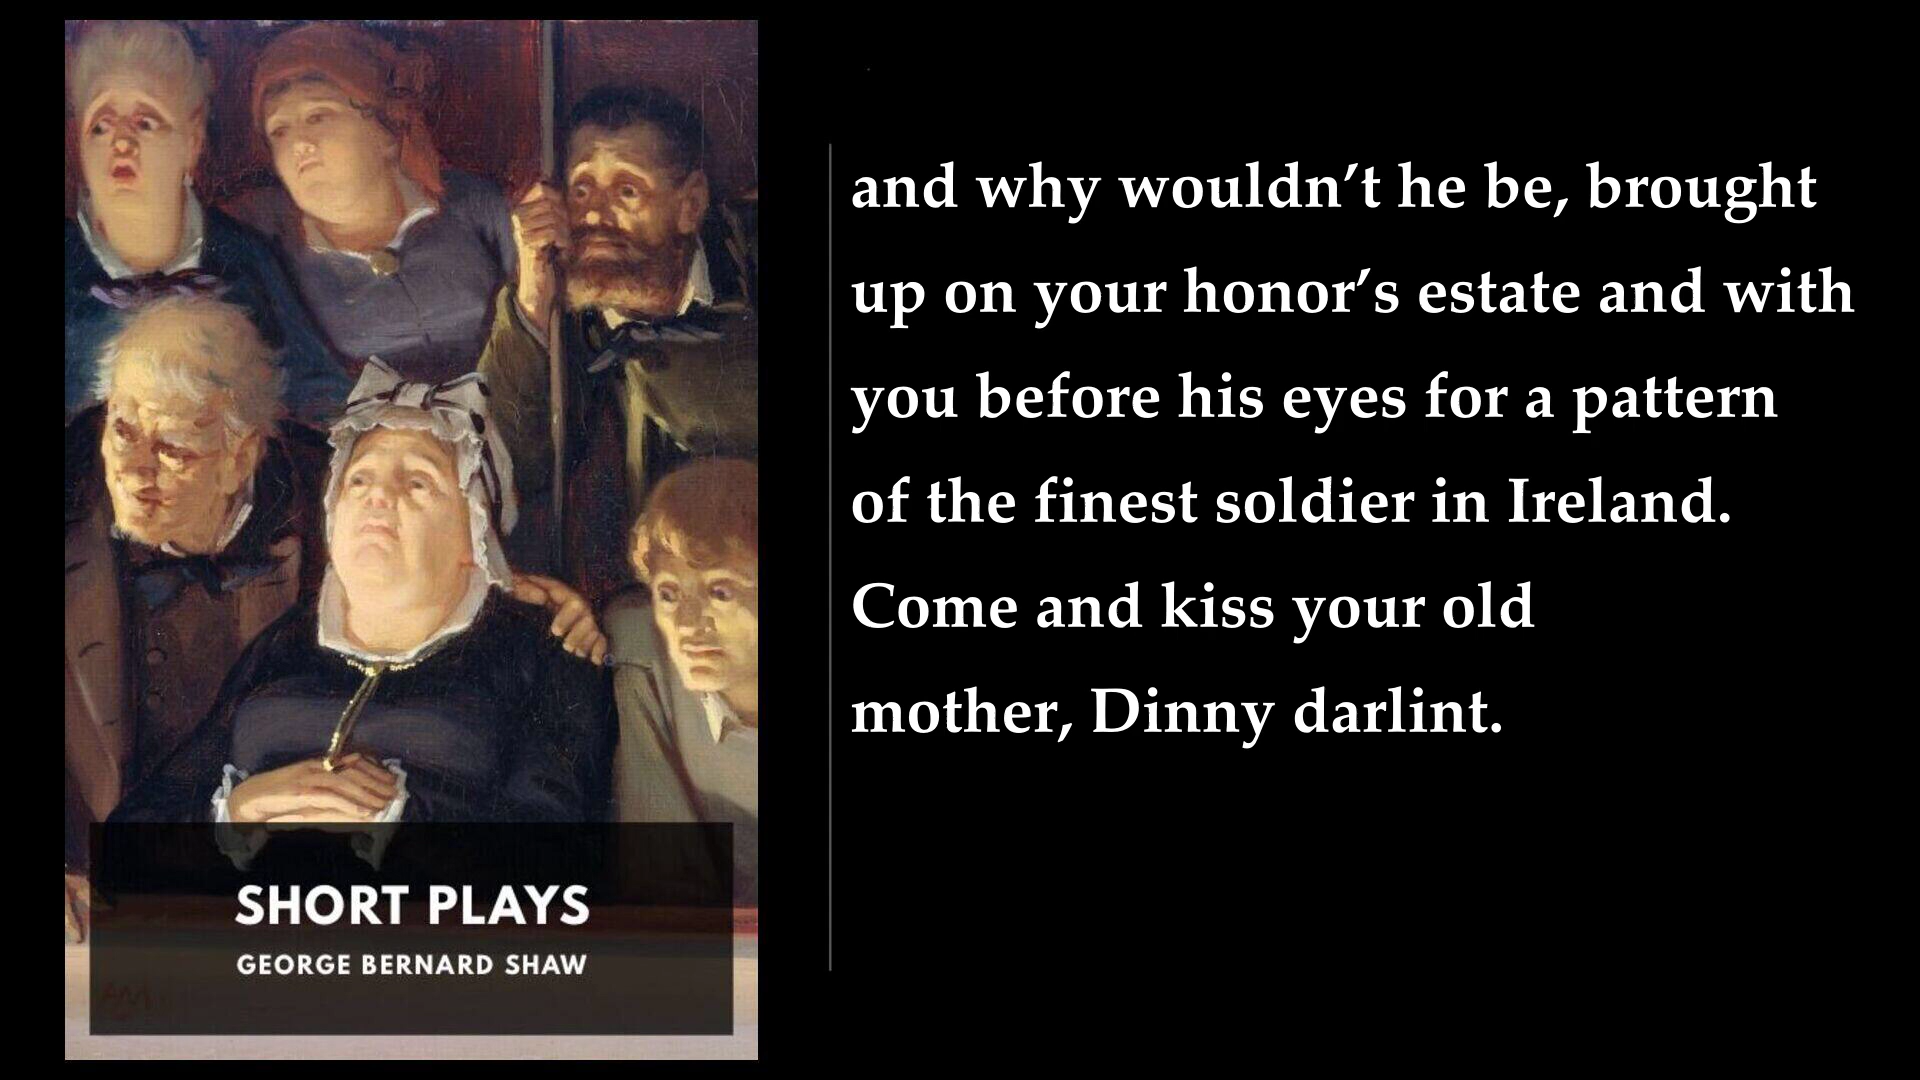 and why wouldn’t he be, brought
up on your honor’s estate and with
you before his eyes for a pattern
of the finest soldier in Ireland.
Come and kiss your old
mother, Dinny darlint.
SHORT PLAYS
GEORGE BERNARD SHAW